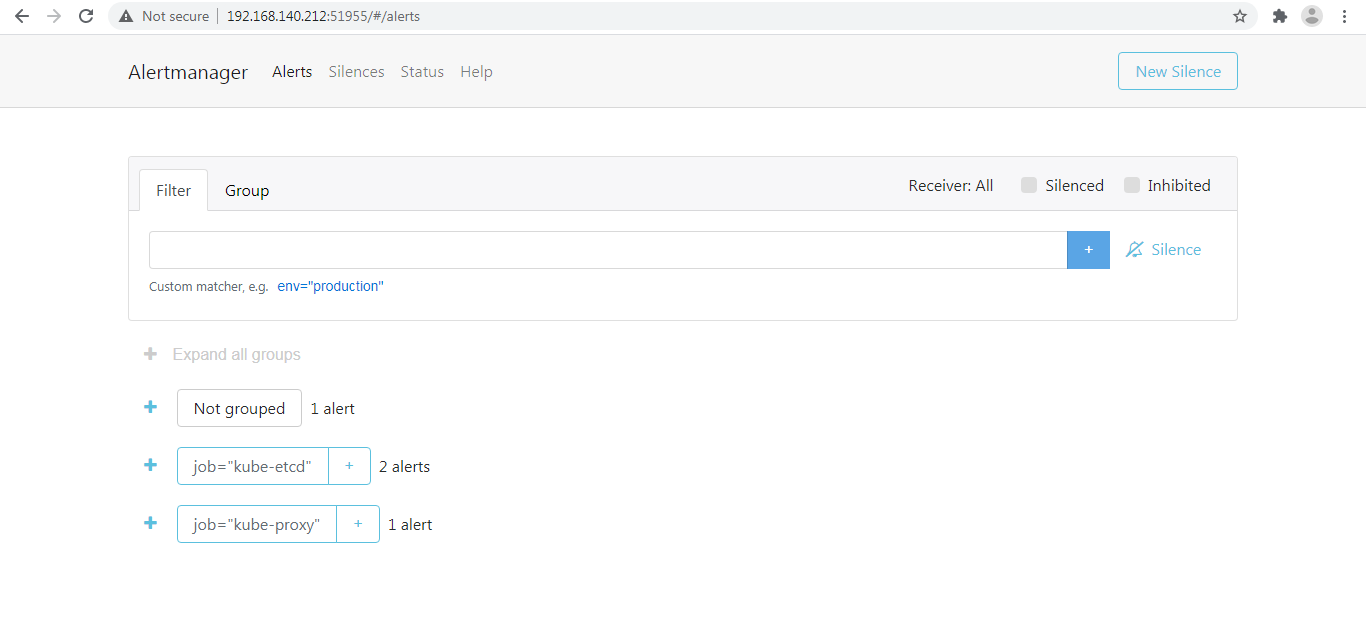 Not secure 192.168.140.212:51955/#/alerts
Alertmanager Alerts Silences Status Help New Silence
Filter Group Receiver: All Silenced Inhibited
+ Silence
Custom matcher, e.g. env="production"
+ Expand all groups
+ Not grouped 1 alert
+ job="kube-etcd" + 2 alerts
+ job="kube-proxy" + 1 alert